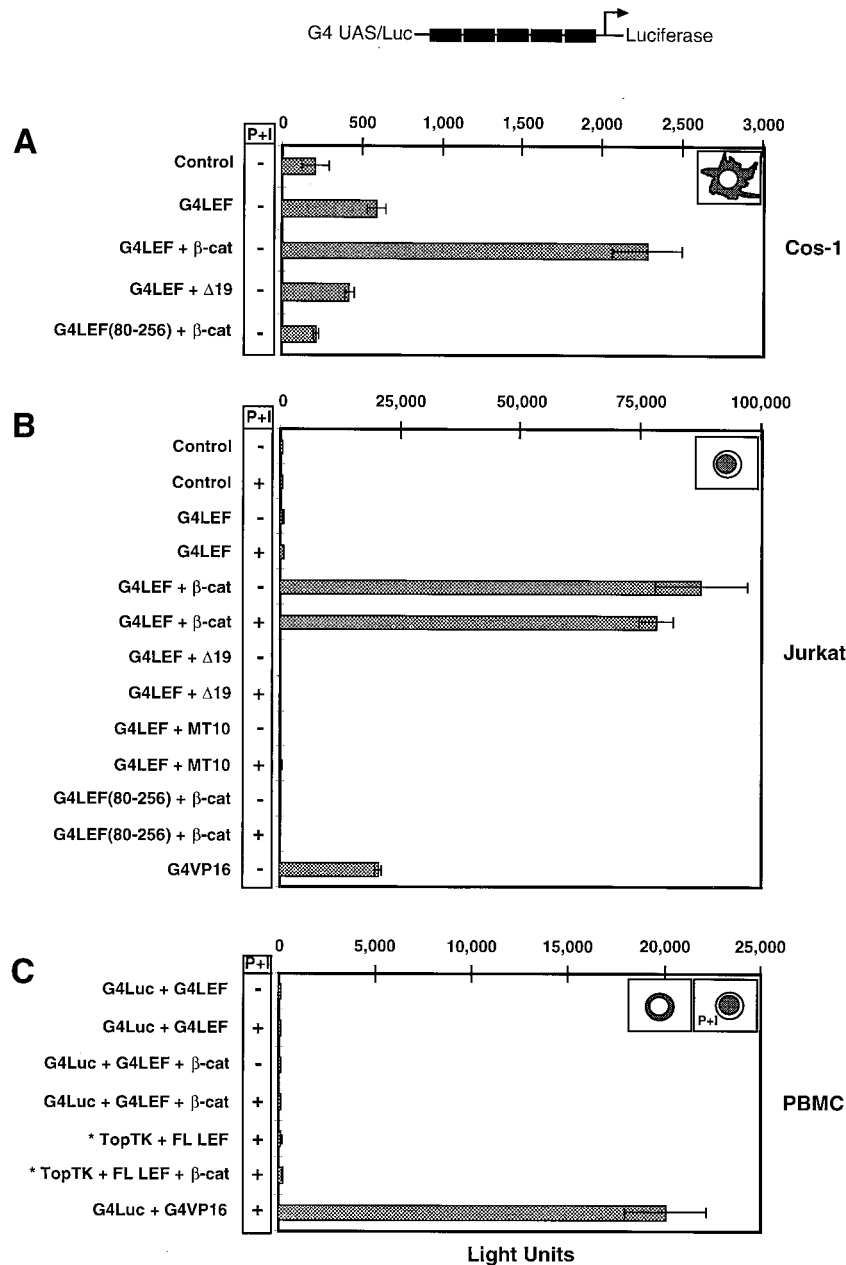 G4 UAS/Luc Luciferase
A
P+I 0 500 1,000 1,500 2,000 2,500 3,000
Control -
G4LEF -
G4LEF + β-cat -
G4LEF + Δ19 -
G4LEF(80-256) + β-cat -
Cos-1
B
P+I 0 25,000 50,000 75,000 100,000
Control -
Control +
G4LEF -
G4LEF +
G4LEF + β-cat -
G4LEF + β-cat +
G4LEF + Δ19 -
G4LEF + Δ19 +
G4LEF + MT10 -
G4LEF + MT10 +
G4LEF(80-256) + β-cat -
G4LEF(80-256) + β-cat +
G4VP16 -
Jurkat
C
P+I 0 5,000 10,000 15,000 20,000 25,000
G4Luc + G4LEF -
G4Luc + G4LEF +
G4Luc + G4LEF + β-cat -
G4Luc + G4LEF + β-cat +
* TopTK + FL LEF +
* TopTK + FL LEF + β-cat +
G4Luc + G4VP16 +
P+I
PBMC
Light Units